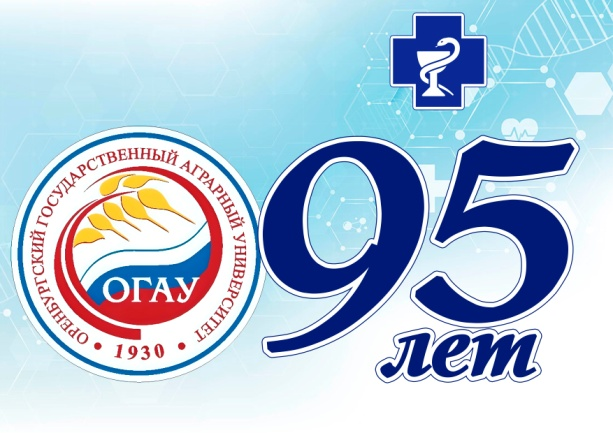 ОРЕНБУРГСКИЙ ГОСУДАРСТВЕННЫЙ АГРАРНЫЙ УНИВЕРСИТЕТ
ОГАУ
• 1930 •
95
лет